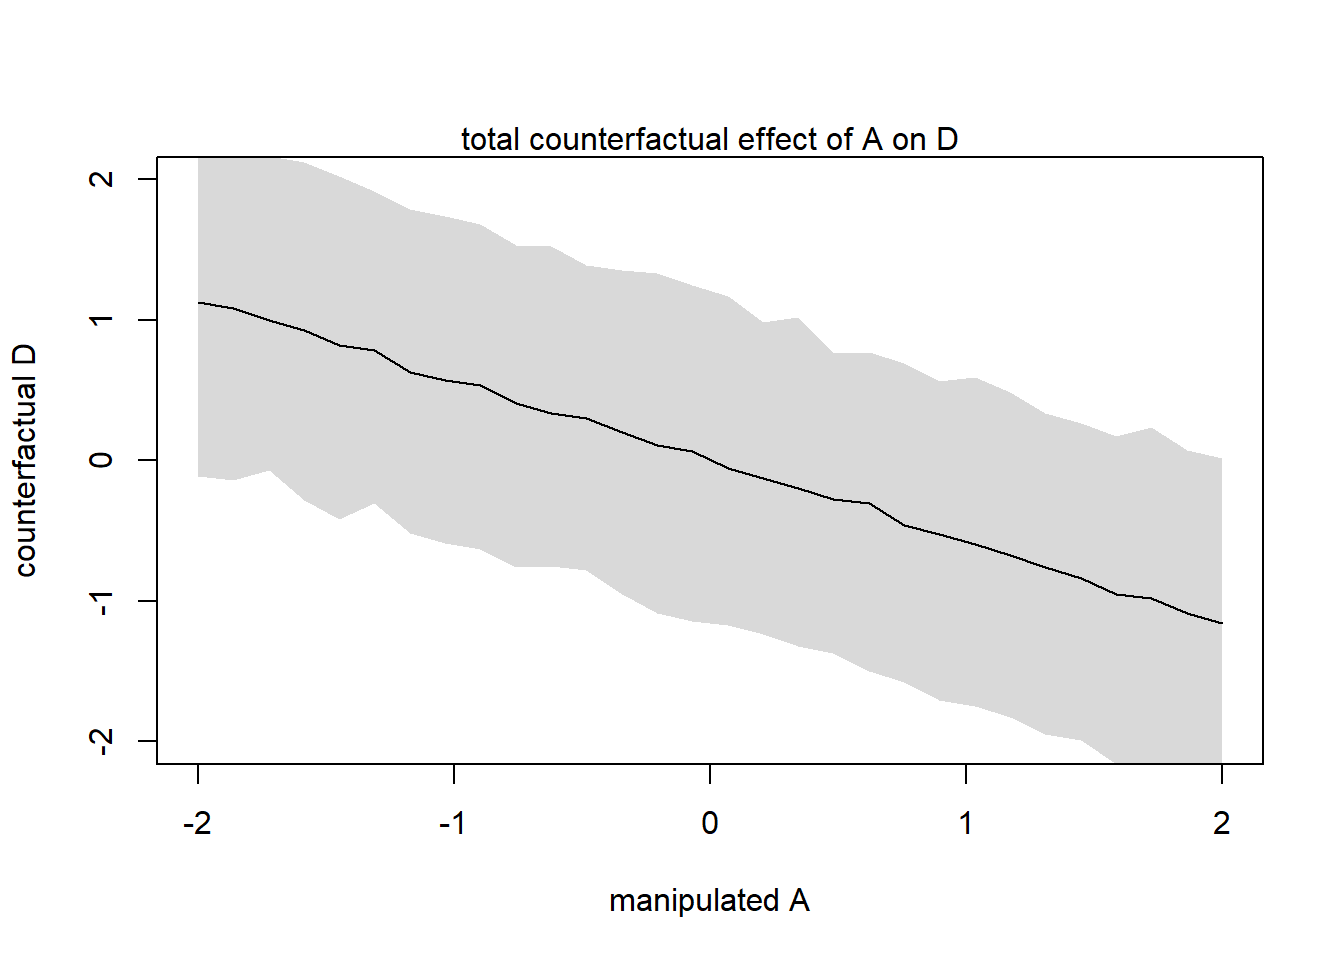 total counterfactual effect of A on D
counterfactual D
2
1
0
-1
-2
-2 -1 0 1 2
manipulated A